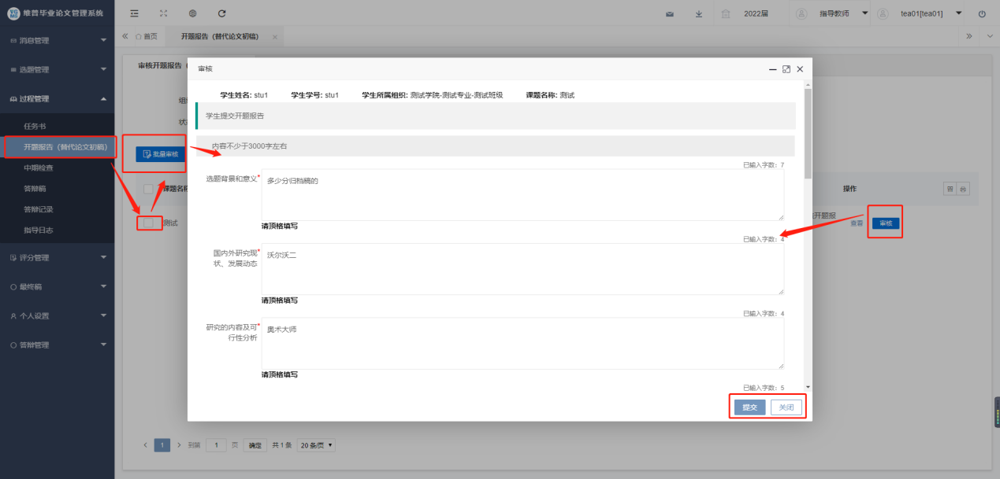 维普毕业论文管理系统
2022届
指导教师
tea01[tea01]
消息管理
选题管理
过程管理
任务书
开题报告（替代论文初稿）
中期检查
答辩稿
答辩记录
指导日志
评分管理
最终稿
个人设置
答辩管理
首页
开题报告（替代论文初稿）
审核开题报告（
组织
状态
批量审核
课题名称
操作
测试
开题报
查看
审核
审核
学生姓名: stu1 学生学号: stu1 学生所属组织: 测试学院-测试专业-测试班级 课题名称: 测试
学生提交开题报告
内容不少于3000字左右
已输入字数: 7
选题背景和意义*
多少分归档稿的
请顶格填写
已输入字数: 4
国内外研究现*
状、发展动态
沃尔沃二
请顶格填写
已输入字数: 4
研究的内容及可*
行性分析
奥术大师
请顶格填写
已输入字数: 5
提交
关闭
1
到第 1 页 确定 共 1 条 20 条/页